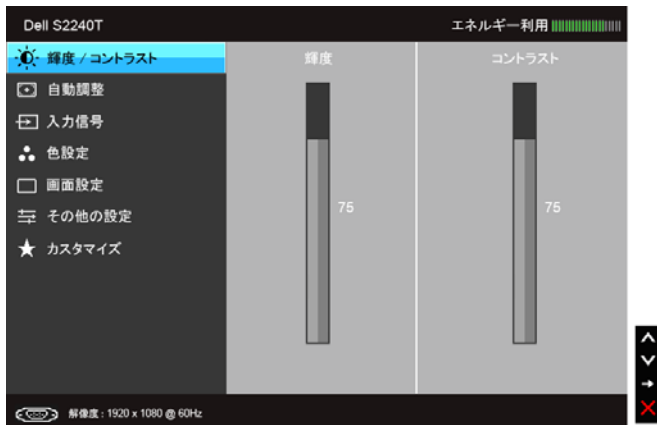 Dell S2240T
エネルギー利用
輝度 / コントラスト
自動調整
入力信号
色設定
画面設定
その他の設定
カスタマイズ
輝度
コントラスト
75
75
解像度 : 1920 x 1080 @ 60Hz